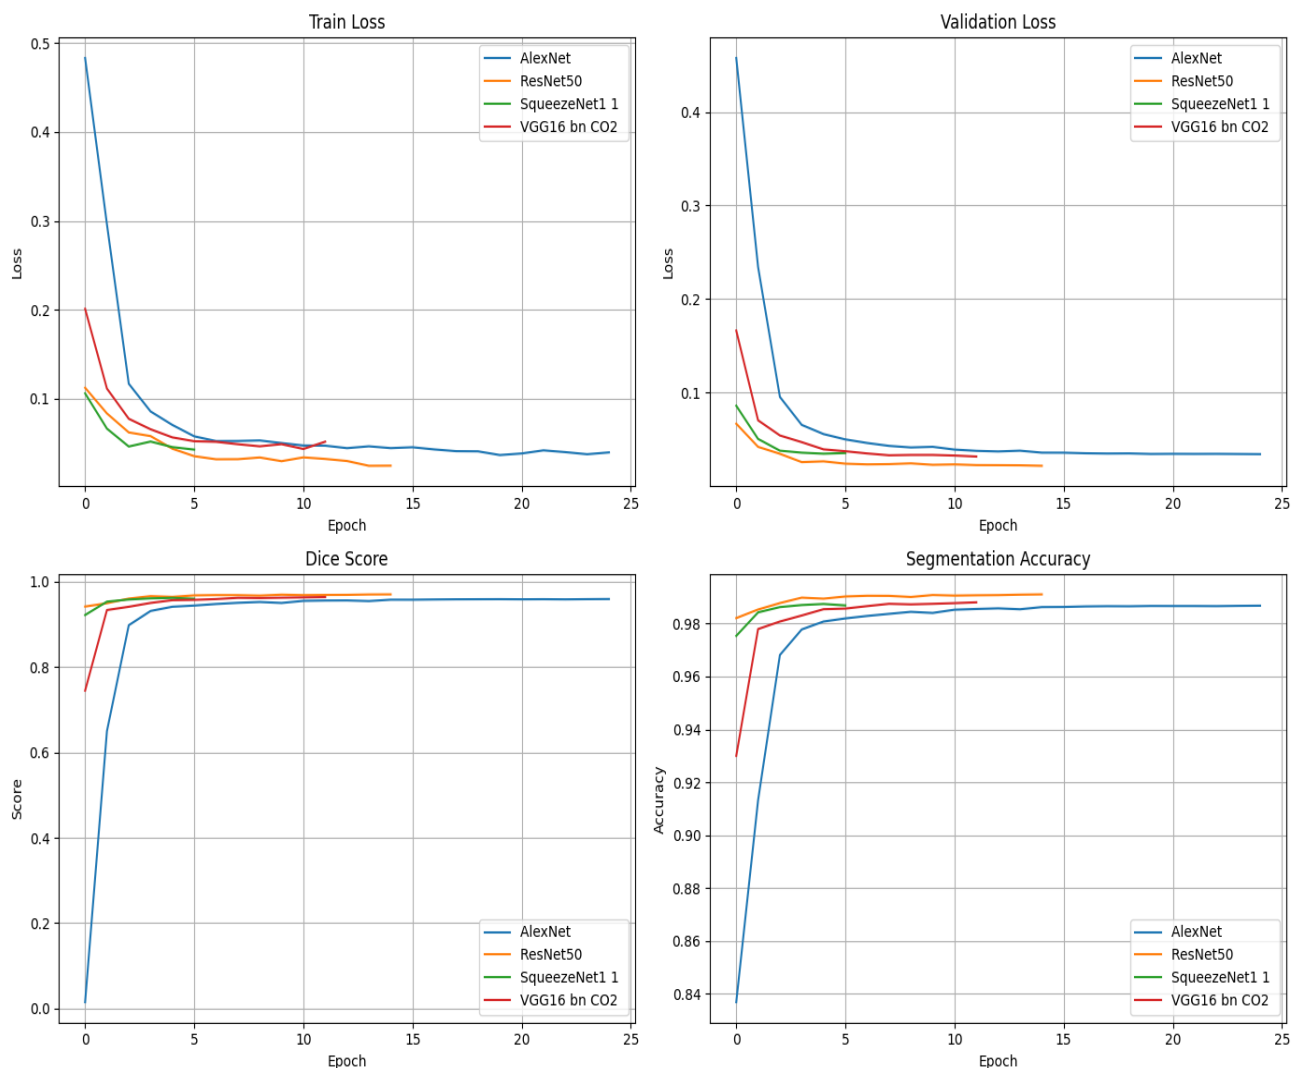 Train Loss
0.5
0.4
0.3
0.2
0.1
Loss
0 5 10 15 20 25
Epoch
AlexNet
ResNet50
SqueezeNet1 1
VGG16 bn CO2
Validation Loss
0.4
0.3
0.2
0.1
Loss
0 5 10 15 20 25
Epoch
AlexNet
ResNet50
SqueezeNet1 1
VGG16 bn CO2
Dice Score
1.0
0.8
0.6
0.4
0.2
0.0
Score
0 5 10 15 20 25
Epoch
AlexNet
ResNet50
SqueezeNet1 1
VGG16 bn CO2
Segmentation Accuracy
0.98
0.96
0.94
0.92
0.90
0.88
0.86
0.84
Accuracy
0 5 10 15 20 25
Epoch
AlexNet
ResNet50
SqueezeNet1 1
VGG16 bn CO2